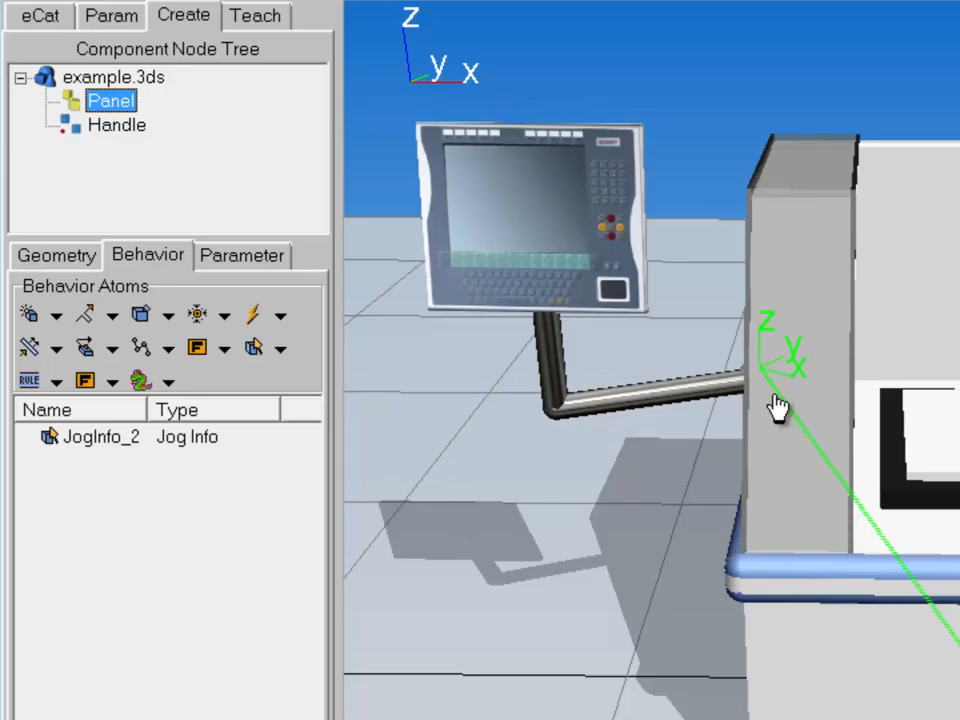 eCat Param Create Teach
Component Node Tree
example.3ds
Panel
Handle
Geometry Behavior Parameter
Behavior Atoms
F
RULE F
Name Type
JogInfo_2 Jog Info
z
y x
z
y
x